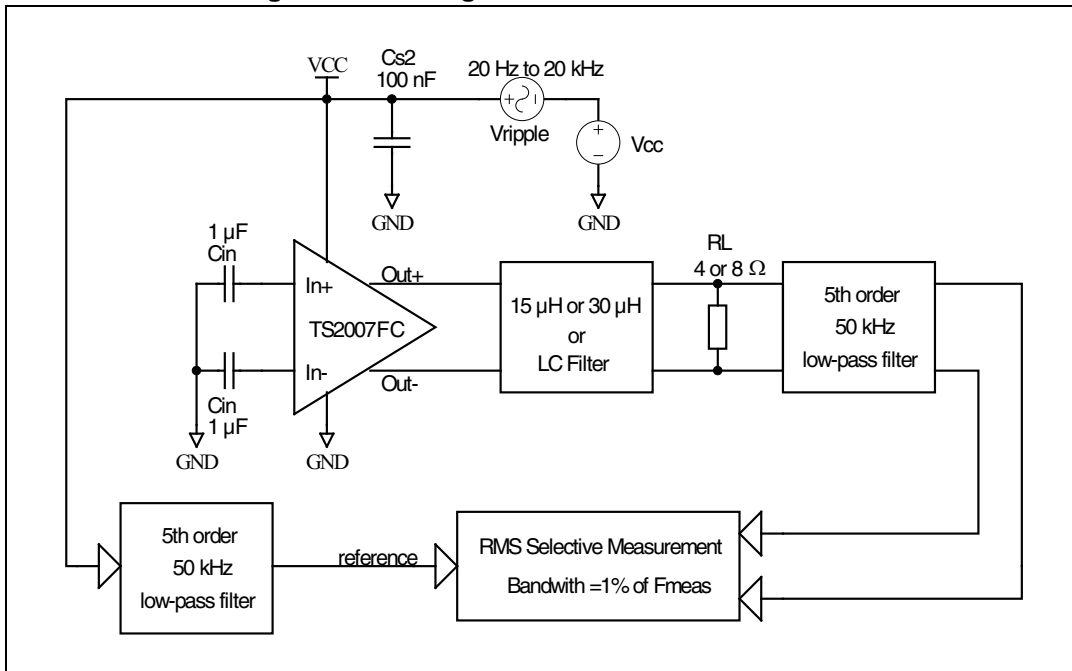 Cs2
100 nF
VCC
20 Hz to 20 kHz
Vripple
Vcc
GND
GND
1 µF
Cin
In+
Out+
TS2007FC
In-
Out-
Cin
1 µF
GND
GND
15 µH or 30 µH
or
LC Filter
RL
4 or 8 Ω
5th order
50 kHz
low-pass filter
5th order
50 kHz
low-pass filter
reference
RMS Selective Measurement
Bandwith =1% of Fmeas